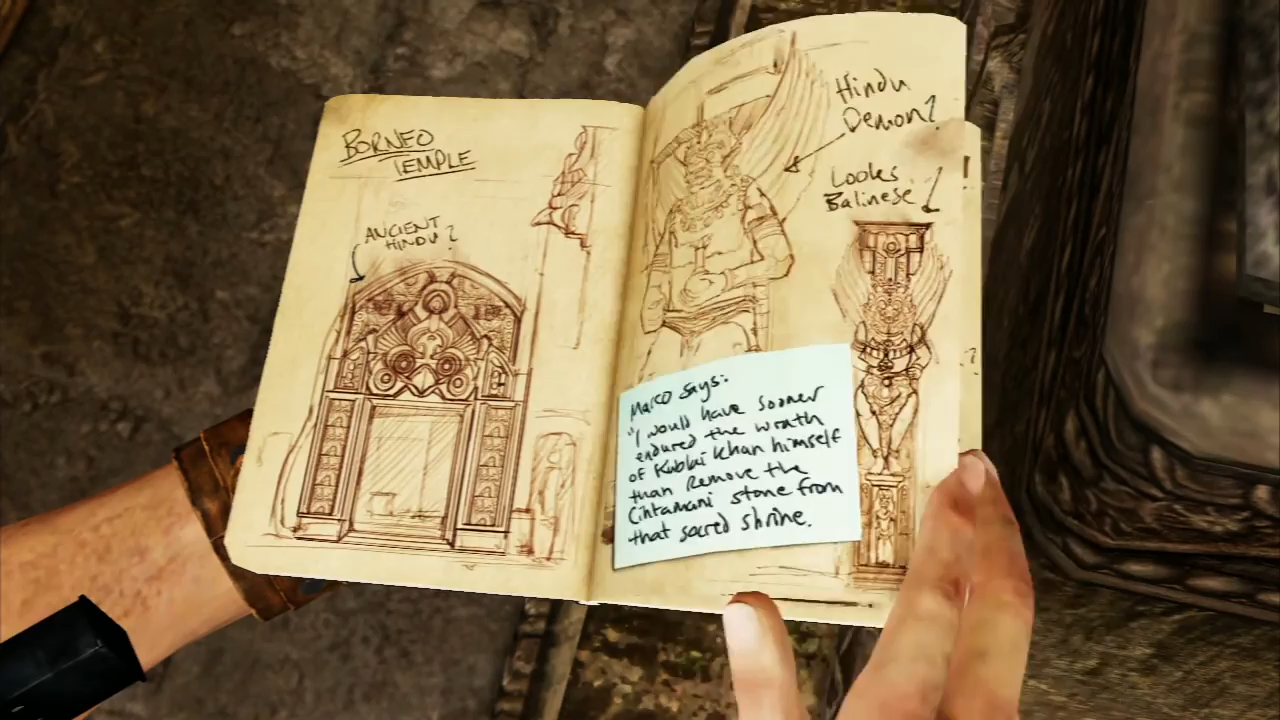 BORNEO
TEMPLE
ANCIENT
HINDU?
Hindu
Demon?
Looks
Balinese
Marco says:
"I would have sooner
endured the wrath
of Kublai Khan himself
than remove the
Cintamani stone from
that sacred shrine.
?